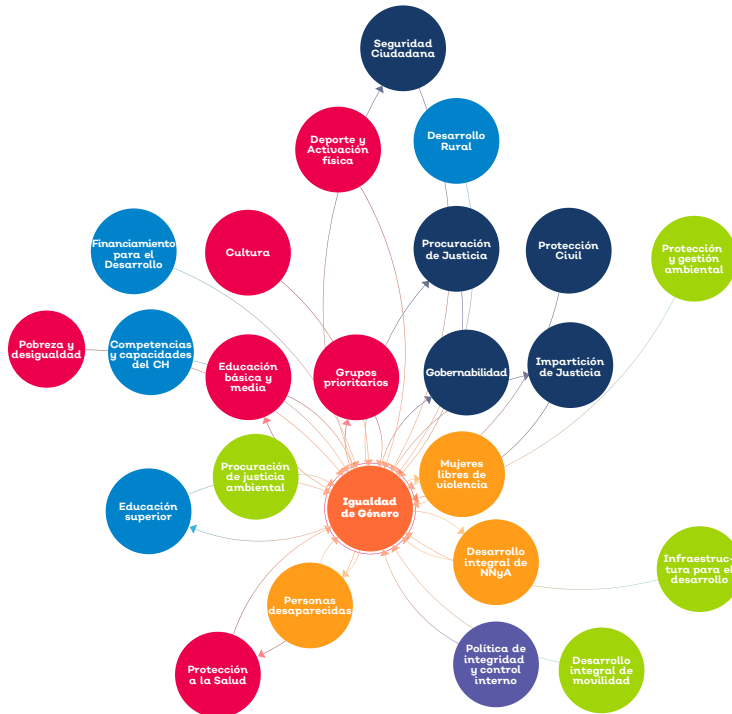 Seguridad
Ciudadana
Deporte y
Activación
física
Desarrollo
Rural
Financiamiento
para el
Desarrollo
Cultura
Procuración
de Justicia
Protección
Civil
Protección
y gestión
ambiental
Pobreza y
desigualdad
Competencias
y capacidades
del CH
Educación
básica y
media
Grupos
prioritarios
Gobernabilidad
Impartición
de Justicia
Procuración
de justicia
ambiental
Mujeres
libres de
violencia
Educación
superior
Igualdad
de Género
Desarrollo
integral de
NNyA
Infraestruc-
tura para el
desarrollo
Personas
desaparecidas
Protección
a la Salud
Política de
integridad
y control
interno
Desarrollo
integral de
movilidad